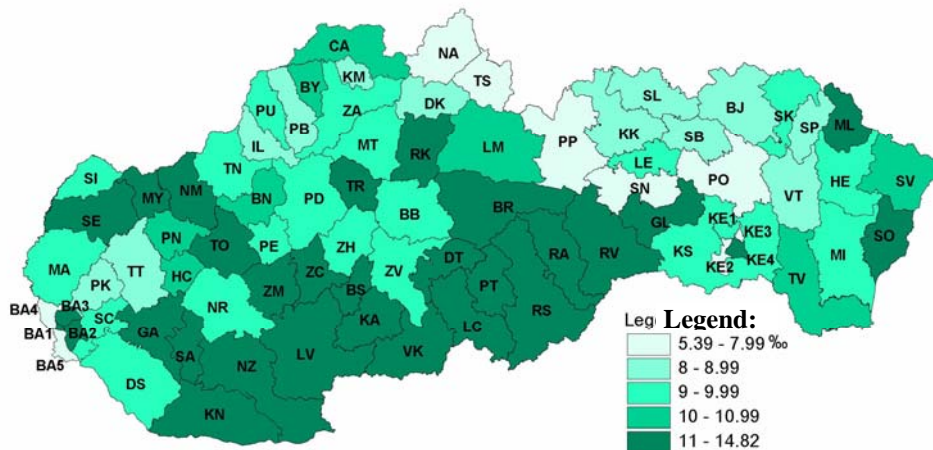 CA
NA
KM
BY
TS
PU
ZA
DK
SL
BJ
SK
PB
SP
ML
IL
KK
SB
MT
RK
LM
PP
LE
TN
SI
NM
TR
SN
PO
VT
HE
SV
MY
BN
PD
SE
BB
BR
GL
KE1
SO
PN
TO
PE
ZH
KE3
MA
TT
KS
HC
ZV
DT
RA
RV
KE2
KE4
MI
PK
ZC
TV
BA4
BA3
NR
ZM
BS
PT
SC
BA1
BA2
GA
KA
RS
BA5
SA
NZ
LV
VK
LC
DS
KN
Leg Legend:
5.39 - 7.99 ‰
8 - 8.99
9 - 9.99
10 - 10.99
11 - 14.82